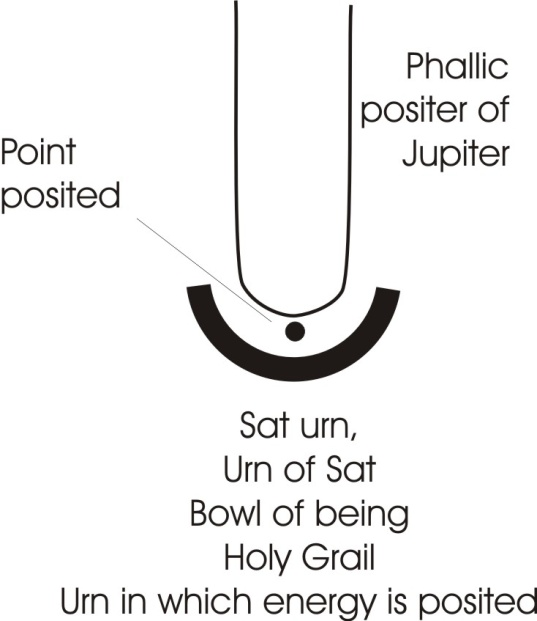 Phallic
positer of
Jupiter
Point
posited
Sat urn,
Urn of Sat
Bowl of being
Holy Grail
Urn in which energy is posited